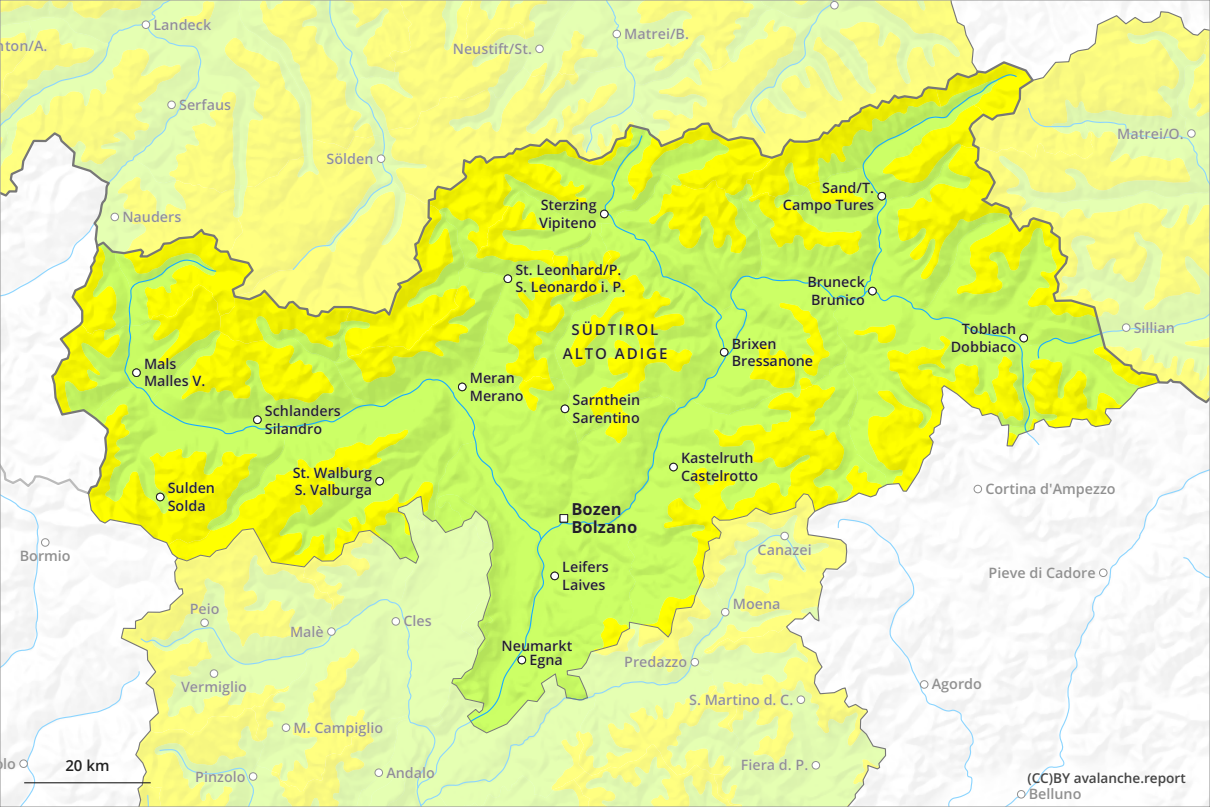 Landeck
nton/A.
Neustift/St.
Matrei/B.
Serfaus
Matrei/O.
Sölden
Nauders
Sand/T.
Campo Tures
Sterzing
Vipiteno
St. Leonhard/P.
S. Leonardo i. P.
Bruneck
Brunico
SÜDTIROL
ALTO ADIGE
Toblach
Dobbiaco
Sillian
Brixen
Bressanone
Mals
Malles V.
Meran
Merano
Sarnthein
Sarentino
Schlanders
Silandro
Kastelruth
Castelrotto
St. Walburg
S. Valburga
Sulden
Solda
Cortina d'Ampezzo
Bozen
Bolzano
Bormio
Canazei
Leifers
Laives
Pieve di Cadore
Peio
Moena
Cles
Malè
Neumarkt
Egna
Predazzo
Vermiglio
Agordo
S. Martino d. C.
M. Campiglio
olo
20 km
Pinzolo
Andalo
Fiera d. P.
(CC)BY avalanche.report
Belluno